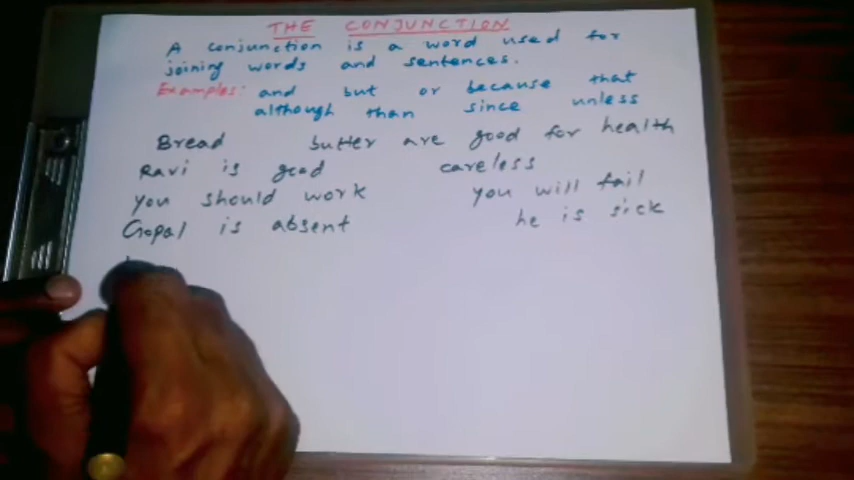 THE CONJUNCTION
A conjunction is a word used for
joining words and sentences.
Examples: and but or because that
although than since unless
Bread butter are good for health
Ravi is good careless
you should work you will fail
Gopal is absent he is sick